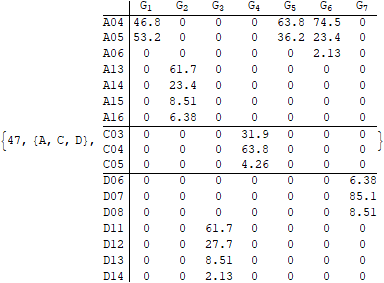 G1 G2 G3 G4 G5 G6 G7
A04 46.8 0 0 0 63.8 74.5 0
A05 53.2 0 0 0 36.2 23.4 0
A06 0 0 0 0 0 2.13 0
A13 0 61.7 0 0 0 0 0
A14 0 23.4 0 0 0 0 0
A15 0 8.51 0 0 0 0 0
A16 0 6.38 0 0 0 0 0
{47, {A, C, D}, }
C03 0 0 0 31.9 0 0 0
C04 0 0 0 63.8 0 0 0
C05 0 0 0 4.26 0 0 0
D06 0 0 0 0 0 0 6.38
D07 0 0 0 0 0 0 85.1
D08 0 0 0 0 0 0 8.51
D11 0 0 61.7 0 0 0 0
D12 0 0 27.7 0 0 0 0
D13 0 0 8.51 0 0 0 0
D14 0 0 2.13 0 0 0 0